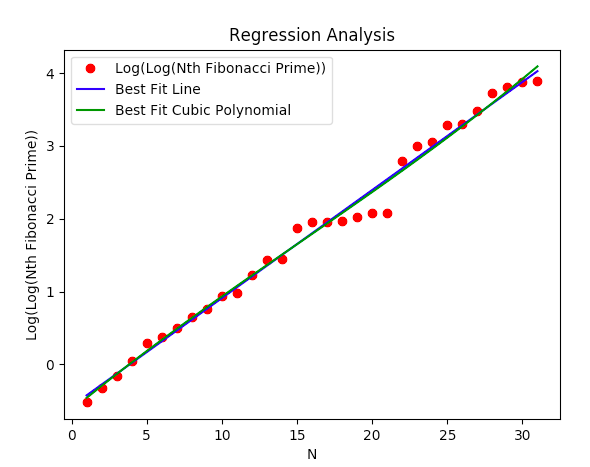 Regression Analysis
Log(Log(Nth Fibonacci Prime))
Best Fit Line
Best Fit Cubic Polynomial
Log(Log(Nth Fibonacci Prime))
4
3
2
1
0
0 5 10 15 20 25 30
N